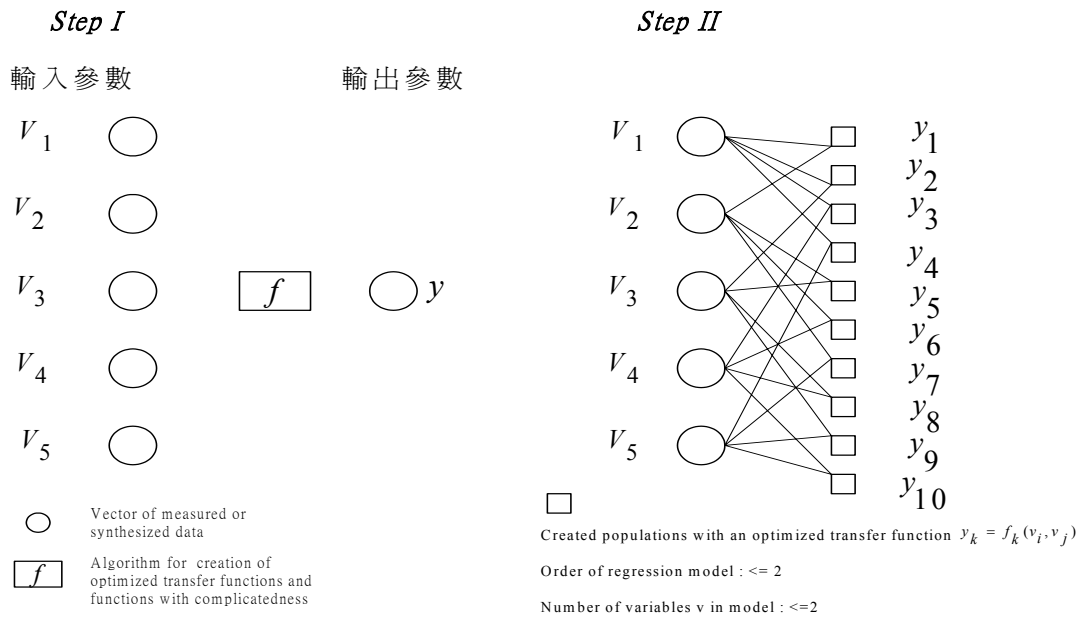 Step I
輸入參數
輸出參數
V1
V2
V3
V4
V5
f
y
Vector of measured or
synthesized data
f
Algorithm for creation of
optimized transfer functions and
functions with complicatedness
Step II
V1
V2
V3
V4
V5
y1
y2
y3
y4
y5
y6
y7
y8
y9
y10
Created populations with an optimized transfer function yk = fk(vi, vj)
Order of regression model : <= 2
Number of variables v in model : <=2